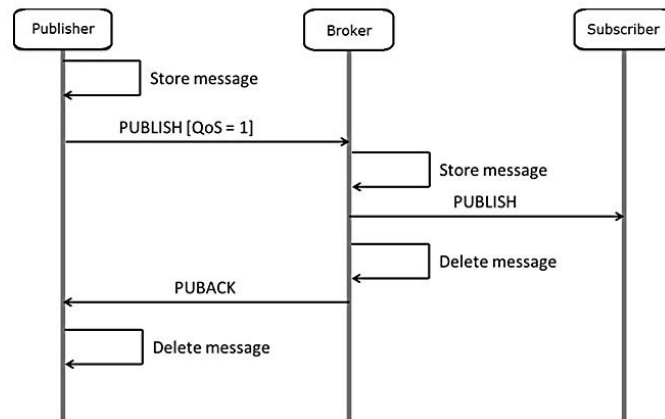 Publisher
Broker
Subscriber
Store message
PUBLISH [QoS = 1]
Store message
PUBLISH
Delete message
PUBACK
Delete message